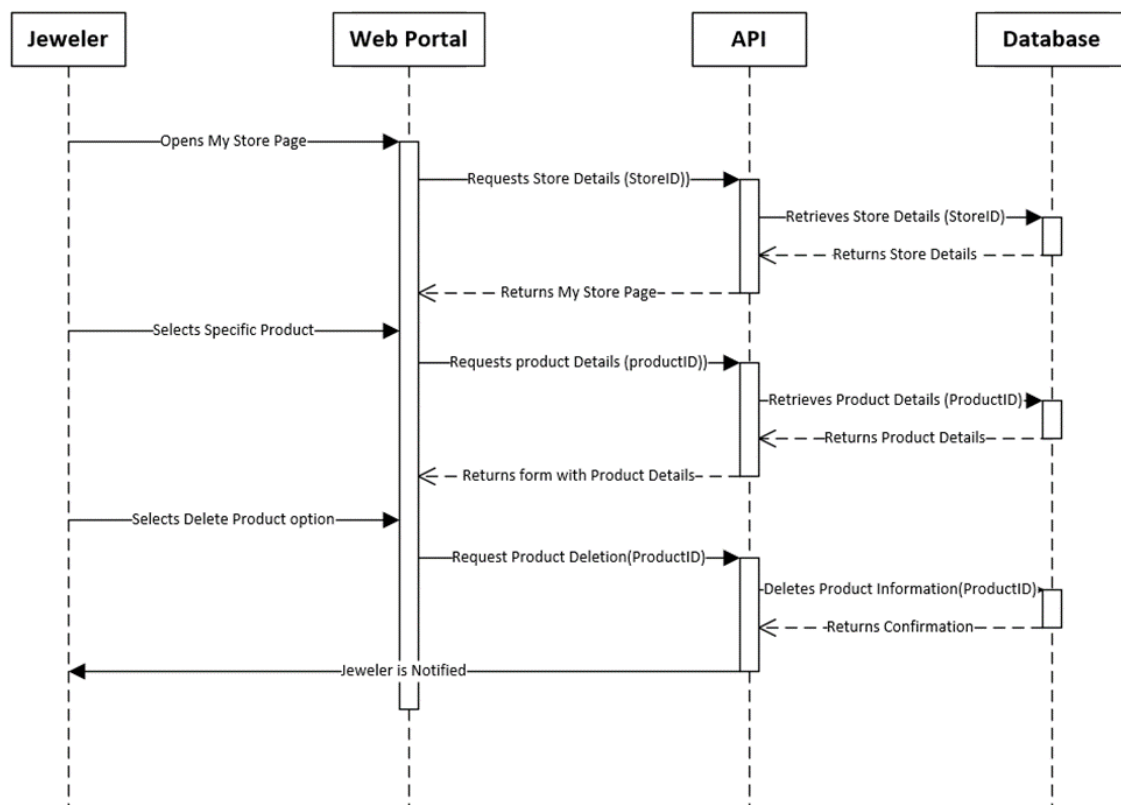 Jeweler
Web Portal
API
Database
Opens My Store Page
Requests Store Details (StoreID))
Retrieves Store Details (StoreID)
Returns Store Details
Returns My Store Page
Selects Specific Product
Requests product Details (productID))
Retrieves Product Details (ProductID)
Returns Product Details
Returns form with Product Details
Selects Delete Product option
Request Product Deletion(ProductID)
Deletes Product Information(ProductID)
Returns Confirmation
Jeweler is Notified